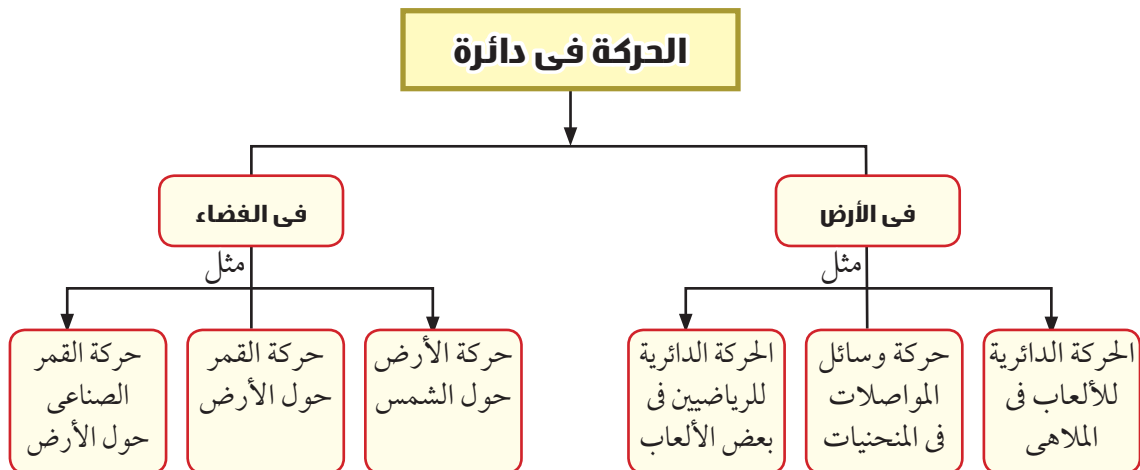 الحركة فى دائرة
فى الأرض
فى الفضاء
مثل
مثل
الحركة الدائرية
للألعاب فى
الملاهى
حركة وسائل
المواصلات
فى المنحنيات
الحركة الدائرية
للرياضيين فى
بعض الألعاب
حركة الأرض
حول الشمس
حركة القمر
حول الأرض
حركة القمر
الصناعى
حول الأرض